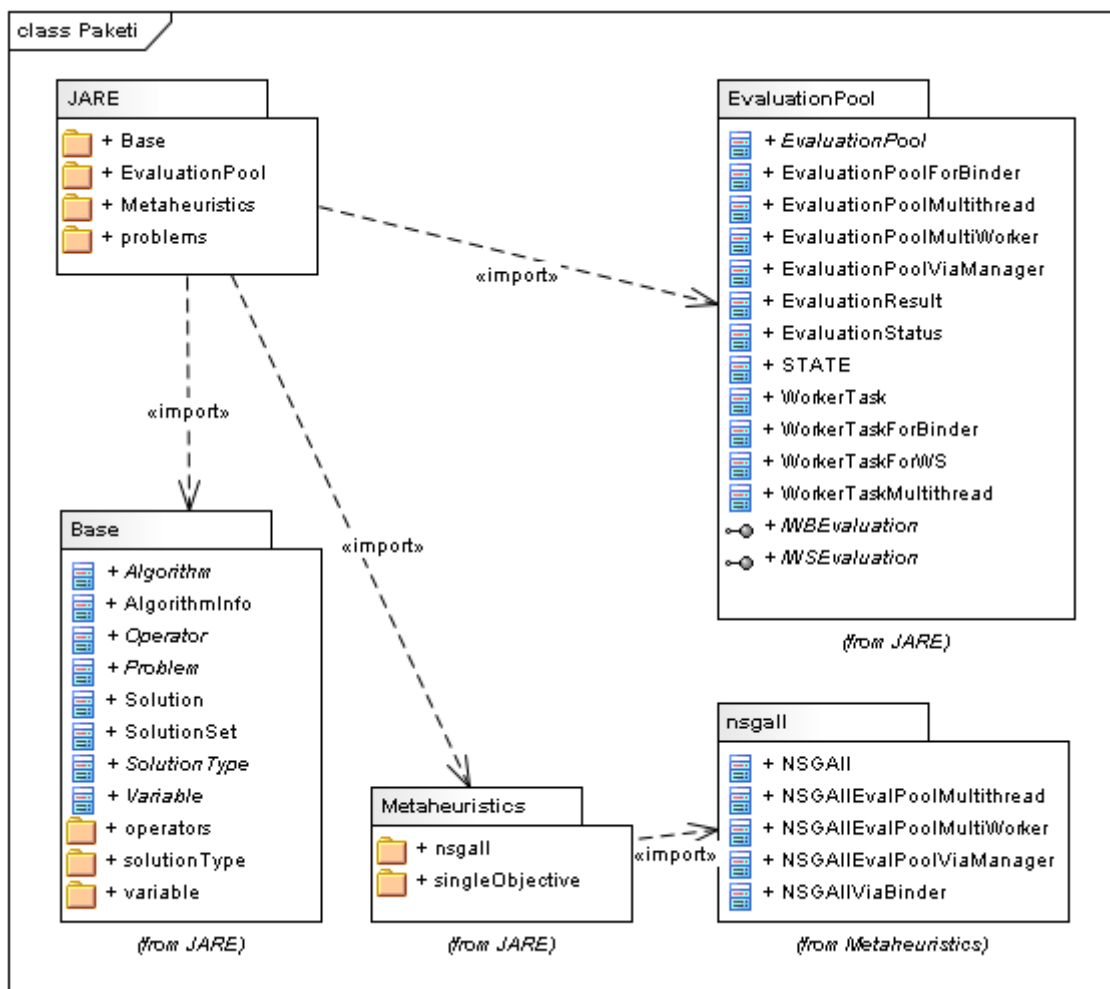 class Paketi
JARE
+ Base
+ EvaluationPool
+ Metaheuristics
+ problems
«import»
«import»
«import»
EvaluationPool
+ EvaluationPool
+ EvaluationPoolForBinder
+ EvaluationPoolMultithread
+ EvaluationPoolMultiWorker
+ EvaluationPoolViaManager
+ EvaluationResult
+ EvaluationStatus
+ STATE
+ WorkerTask
+ WorkerTaskForBinder
+ WorkerTaskForWS
+ WorkerTaskMultithread
+ IWBEvaluation
+ IWSEvaluation
(from JARE)
Base
+ Algorithm
+ AlgorithmInfo
+ Operator
+ Problem
+ Solution
+ SolutionSet
+ SolutionType
+ Variable
+ operators
+ solutionType
+ variable
(from JARE)
Metaheuristics
+ nsgaII
+ singleObjective
(from JARE)
«import»
nsgaII
+ NSGAII
+ NSGAIIEvalPoolMultithread
+ NSGAIIEvalPoolMultiWorker
+ NSGAIIEvalPoolViaManager
+ NSGAIIViaBinder
(from Metaheuristics)